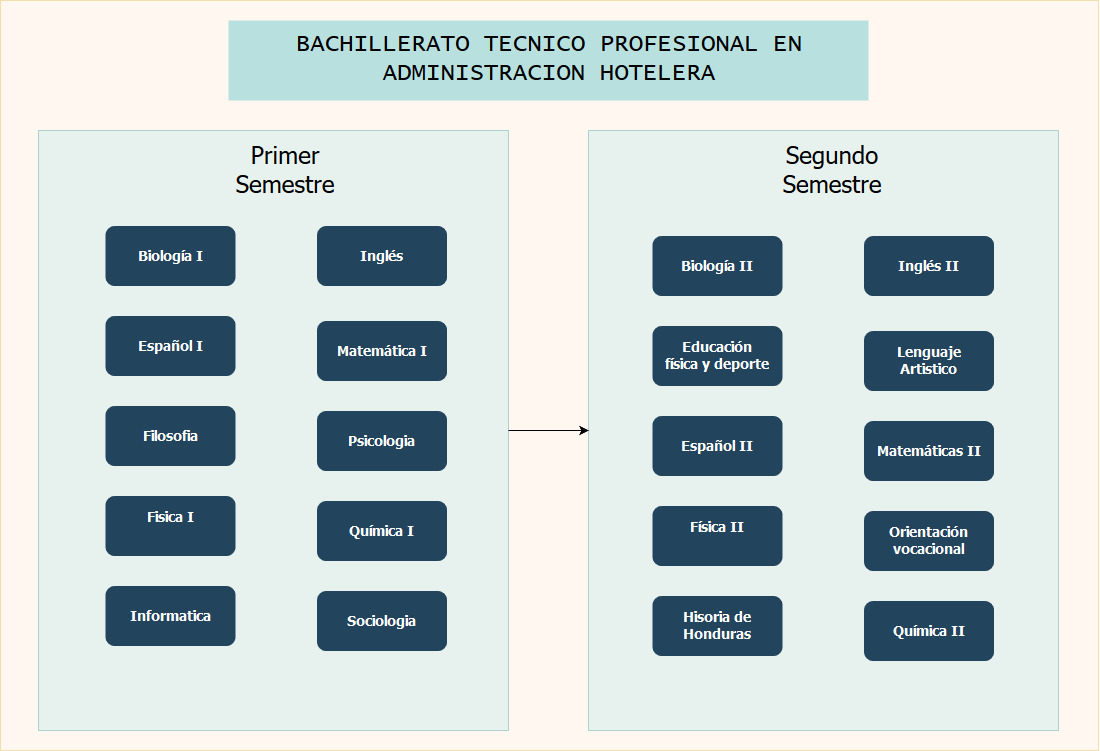 BACHILLERATO TECNICO PROFESIONAL EN
ADMINISTRACION HOTELERA
Primer
Semestre
Biología I
Inglés
Español I
Matemática I
Filosofia
Psicologia
Fisica I
Química I
Informatica
Sociologia
Segundo
Semestre
Biología II
Inglés II
Educación
física y deporte
Lenguaje
Artistico
Español II
Matemáticas II
Física II
Orientación
vocacional
Hisoria de
Honduras
Química II